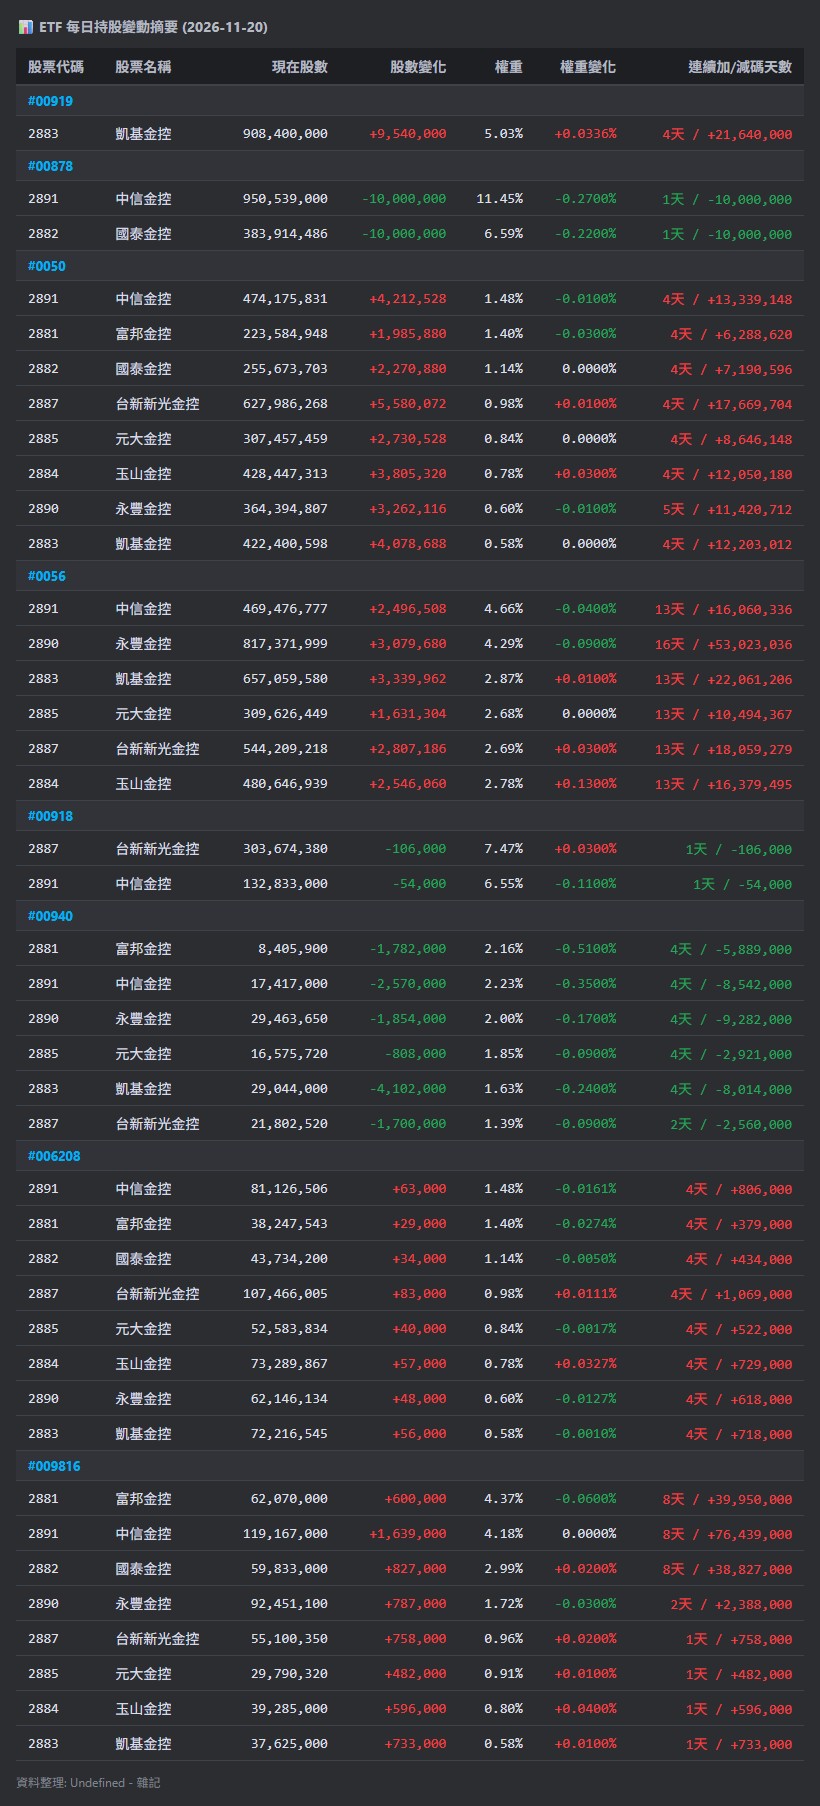 📊 ETF 每日持股變動摘要 (2026-11-20)
股票代碼 股票名稱 現在股數 股數變化 權重 權重變化 連續加/減碼天數
#00919
2883 凱基金控 908,400,000 +9,540,000 5.03% +0.0336% 4天 / +21,640,000
#00878
2891 中信金控 950,539,000 -10,000,000 11.45% -0.2700% 1天 / -10,000,000
2882 國泰金控 383,914,486 -10,000,000 6.59% -0.2200% 1天 / -10,000,000
#0050
2891 中信金控 474,175,831 +4,212,528 1.48% -0.0100% 4天 / +13,339,148
2881 富邦金控 223,584,948 +1,985,880 1.40% -0.0300% 4天 / +6,288,620
2882 國泰金控 255,673,703 +2,270,880 1.14% 0.0000% 4天 / +7,190,596
2887 台新新光金控 627,986,268 +5,580,072 0.98% +0.0100% 4天 / +17,669,704
2885 元大金控 307,457,459 +2,730,528 0.84% 0.0000% 4天 / +8,646,148
2884 玉山金控 428,447,313 +3,805,320 0.78% +0.0300% 4天 / +12,050,180
2890 永豐金控 364,394,807 +3,262,116 0.60% -0.0100% 5天 / +11,420,712
2883 凱基金控 422,400,598 +4,078,688 0.58% 0.0000% 4天 / +12,203,012
#0056
2891 中信金控 469,476,777 +2,496,508 4.66% -0.0400% 13天 / +16,060,336
2890 永豐金控 817,371,999 +3,079,680 4.29% -0.0900% 16天 / +53,023,036
2883 凱基金控 657,059,580 +3,339,962 2.87% +0.0100% 13天 / +22,061,206
2885 元大金控 309,626,449 +1,631,304 2.68% 0.0000% 13天 / +10,494,367
2887 台新新光金控 544,209,218 +2,807,186 2.69% +0.0300% 13天 / +18,059,279
2884 玉山金控 480,646,939 +2,546,060 2.78% +0.1300% 13天 / +16,379,495
#00918
2887 台新新光金控 303,674,380 -106,000 7.47% +0.0300% 1天 / -106,000
2891 中信金控 132,833,000 -54,000 6.55% -0.1100% 1天 / -54,000
#00940
2881 富邦金控 8,405,900 -1,782,000 2.16% -0.5100% 4天 / -5,889,000
2891 中信金控 17,417,000 -2,570,000 2.23% -0.3500% 4天 / -8,542,000
2890 永豐金控 29,463,650 -1,854,000 2.00% -0.1700% 4天 / -9,282,000
2885 元大金控 16,575,720 -808,000 1.85% -0.0900% 4天 / -2,921,000
2883 凱基金控 29,044,000 -4,102,000 1.63% -0.2400% 4天 / -8,014,000
2887 台新新光金控 21,802,520 -1,700,000 1.39% -0.0900% 2天 / -2,560,000
#006208
2891 中信金控 81,126,506 +63,000 1.48% -0.0161% 4天 / +806,000
2881 富邦金控 38,247,543 +29,000 1.40% -0.0274% 4天 / +379,000
2882 國泰金控 43,734,200 +34,000 1.14% -0.0050% 4天 / +434,000
2887 台新新光金控 107,466,005 +83,000 0.98% +0.0111% 4天 / +1,069,000
2885 元大金控 52,583,834 +40,000 0.84% -0.0017% 4天 / +522,000
2884 玉山金控 73,289,867 +57,000 0.78% +0.0327% 4天 / +729,000
2890 永豐金控 62,146,134 +48,000 0.60% -0.0127% 4天 / +618,000
2883 凱基金控 72,216,545 +56,000 0.58% -0.0010% 4天 / +718,000
#009816
2881 富邦金控 62,070,000 +600,000 4.37% -0.0600% 8天 / +39,950,000
2891 中信金控 119,167,000 +1,639,000 4.18% 0.0000% 8天 / +76,439,000
2882 國泰金控 59,833,000 +827,000 2.99% +0.0200% 8天 / +38,827,000
2890 永豐金控 92,451,100 +787,000 1.72% -0.0300% 2天 / +2,388,000
2887 台新新光金控 55,100,350 +758,000 0.96% +0.0200% 1天 / +758,000
2885 元大金控 29,790,320 +482,000 0.91% +0.0100% 1天 / +482,000
2884 玉山金控 39,285,000 +596,000 0.80% +0.0400% 1天 / +596,000
2883 凱基金控 37,625,000 +733,000 0.58% +0.0100% 1天 / +733,000
資料整理: Undefined - 雜記